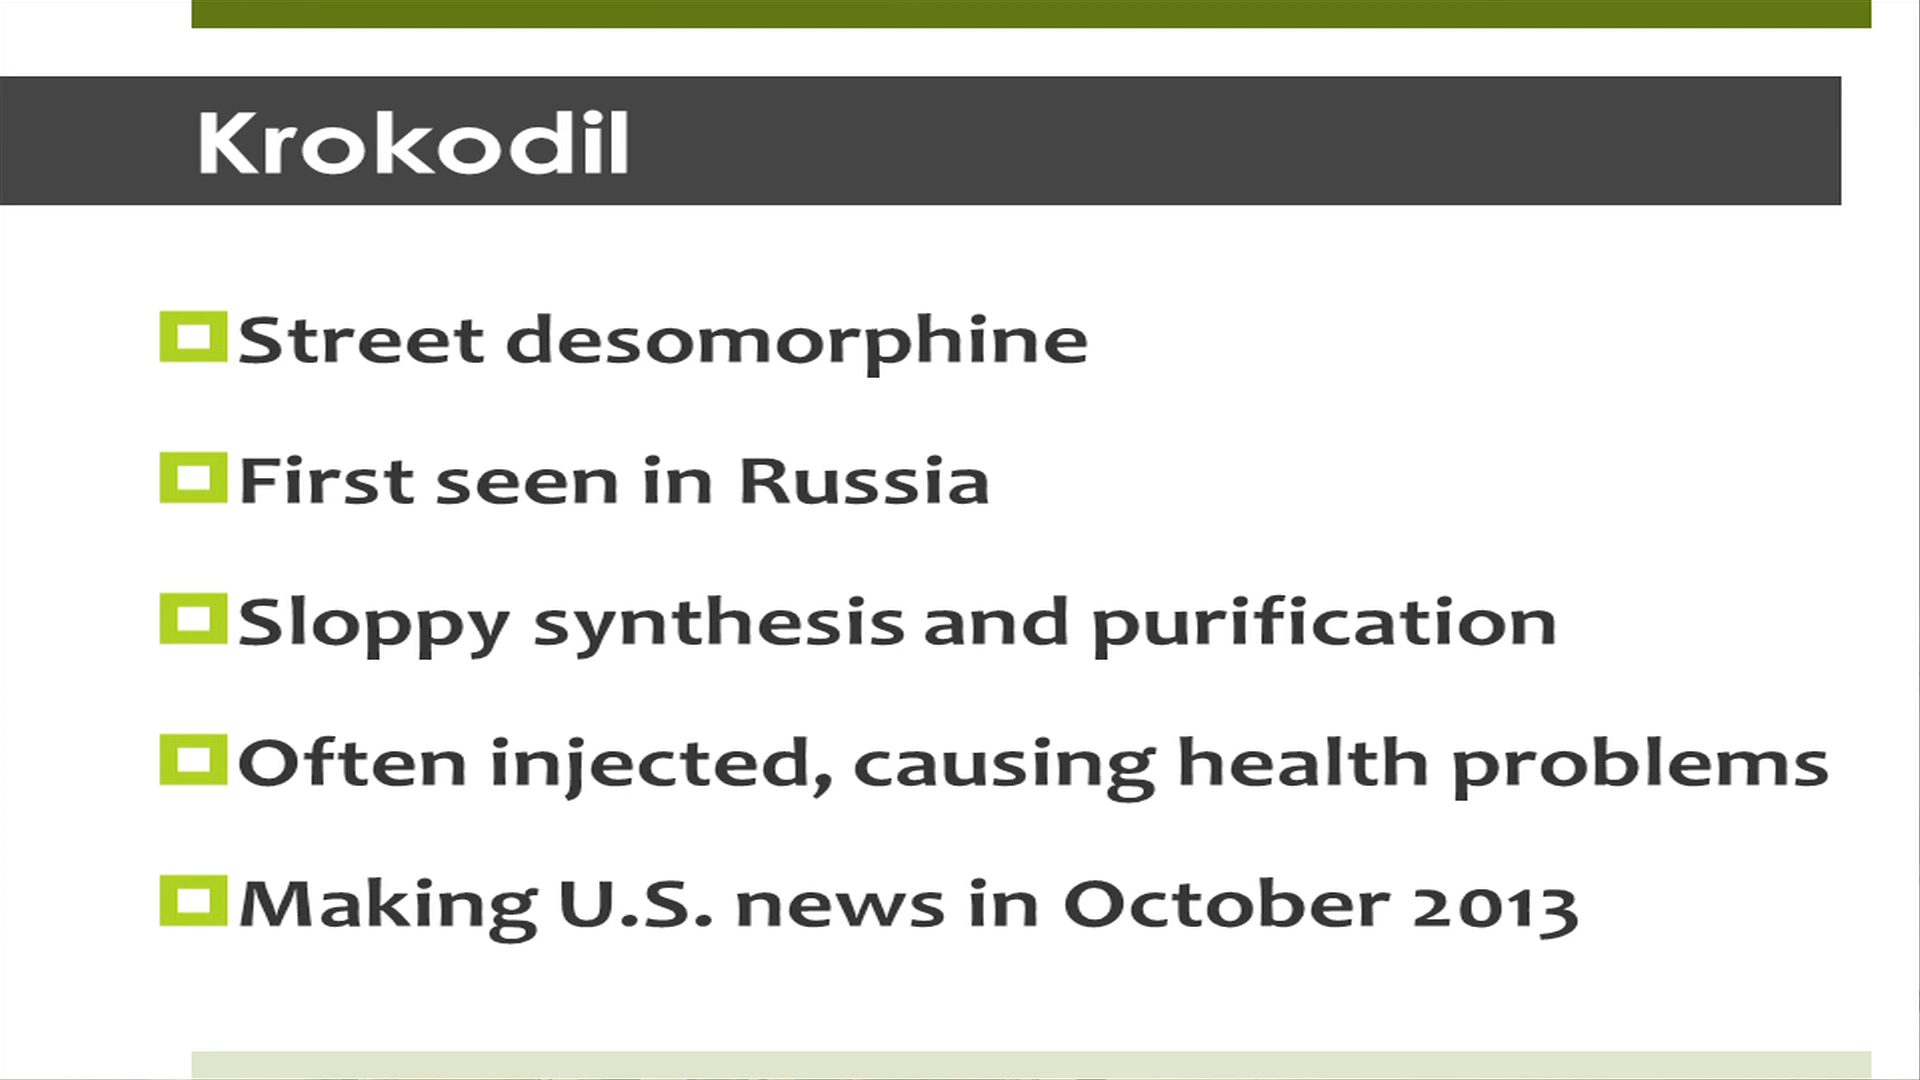 Krokodil
Street desomorphine
First seen in Russia
Sloppy synthesis and purification
Often injected, causing health problems
Making U.S. news in October 2013